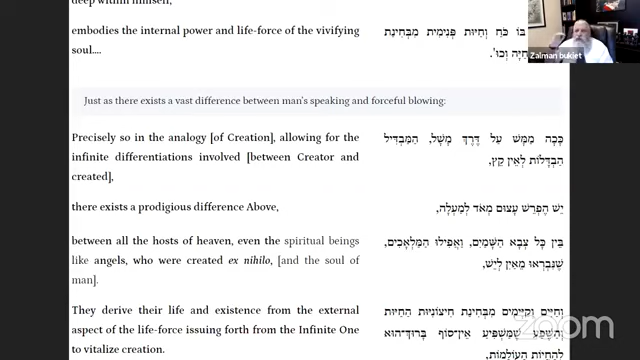 deep within himself,
embodies the internal power and life-force of the vivifying
soul....
בּוֹ כֹּחַ וְחַיּוּת פְּנִימִית מִבְּחִינַת
הַחַיָּה וְכוּ'.
Zalman bukiet
Just as there exists a vast difference between man's speaking and forceful blowing:
Precisely so in the analogy [of Creation], allowing for the
infinite differentiations involved [between Creator and
created],
כָּכָה מַמָּשׁ עַל דֶּרֶךְ מָשָׁל, הַמַּבְדִּיל
הַבְדָּלוֹת לְאֵין קֵץ,
there exists a prodigious difference Above,
יֵשׁ הֶפְרֵשׁ עָצוּם מְאֹד לְמַעְלָה,
between all the hosts of heaven, even the spiritual beings
like angels, who were created ex nihilo, [and the soul of
man].
בֵּין כָּל צְבָא הַשָּׁמַיִם, וַאֲפִילוּ הַמַּלְאָכִים,
שֶׁנִּבְרְאוּ מֵאַיִן לְיֵשׁ,
They derive their life and existence from the external
aspect of the life-force issuing forth from the Infinite One
to vitalize creation.
וְחַיִּים וְקַיָּימִים מִבְּחִינַת חִיצוֹנִיּוּת הַחַיּוּת
וְהַשֶּׁפַע שֶׁמַּשְׁפִּיעַ אֵין־סוֹף בָּרוּךְ־הוּא
לְהַחֲיוֹת הָעוֹלָמוֹת,
zoom